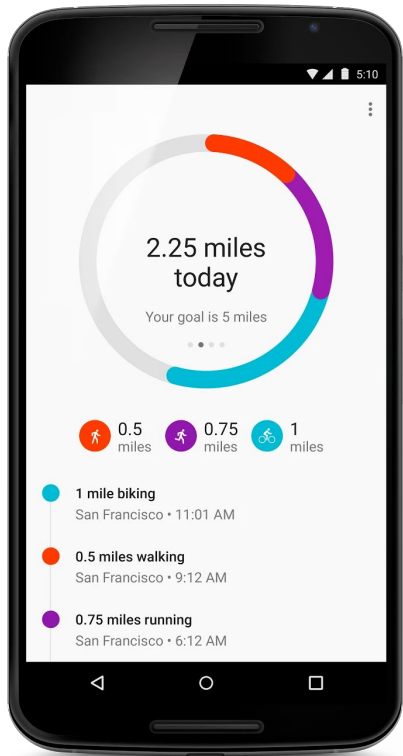 5:10
2.25 miles
today
Your goal is 5 miles
0.5
miles
0.75
miles
1
miles
1 mile biking
San Francisco • 11:01 AM
0.5 miles walking
San Francisco • 9:12 AM
0.75 miles running
San Francisco • 6:12 AM